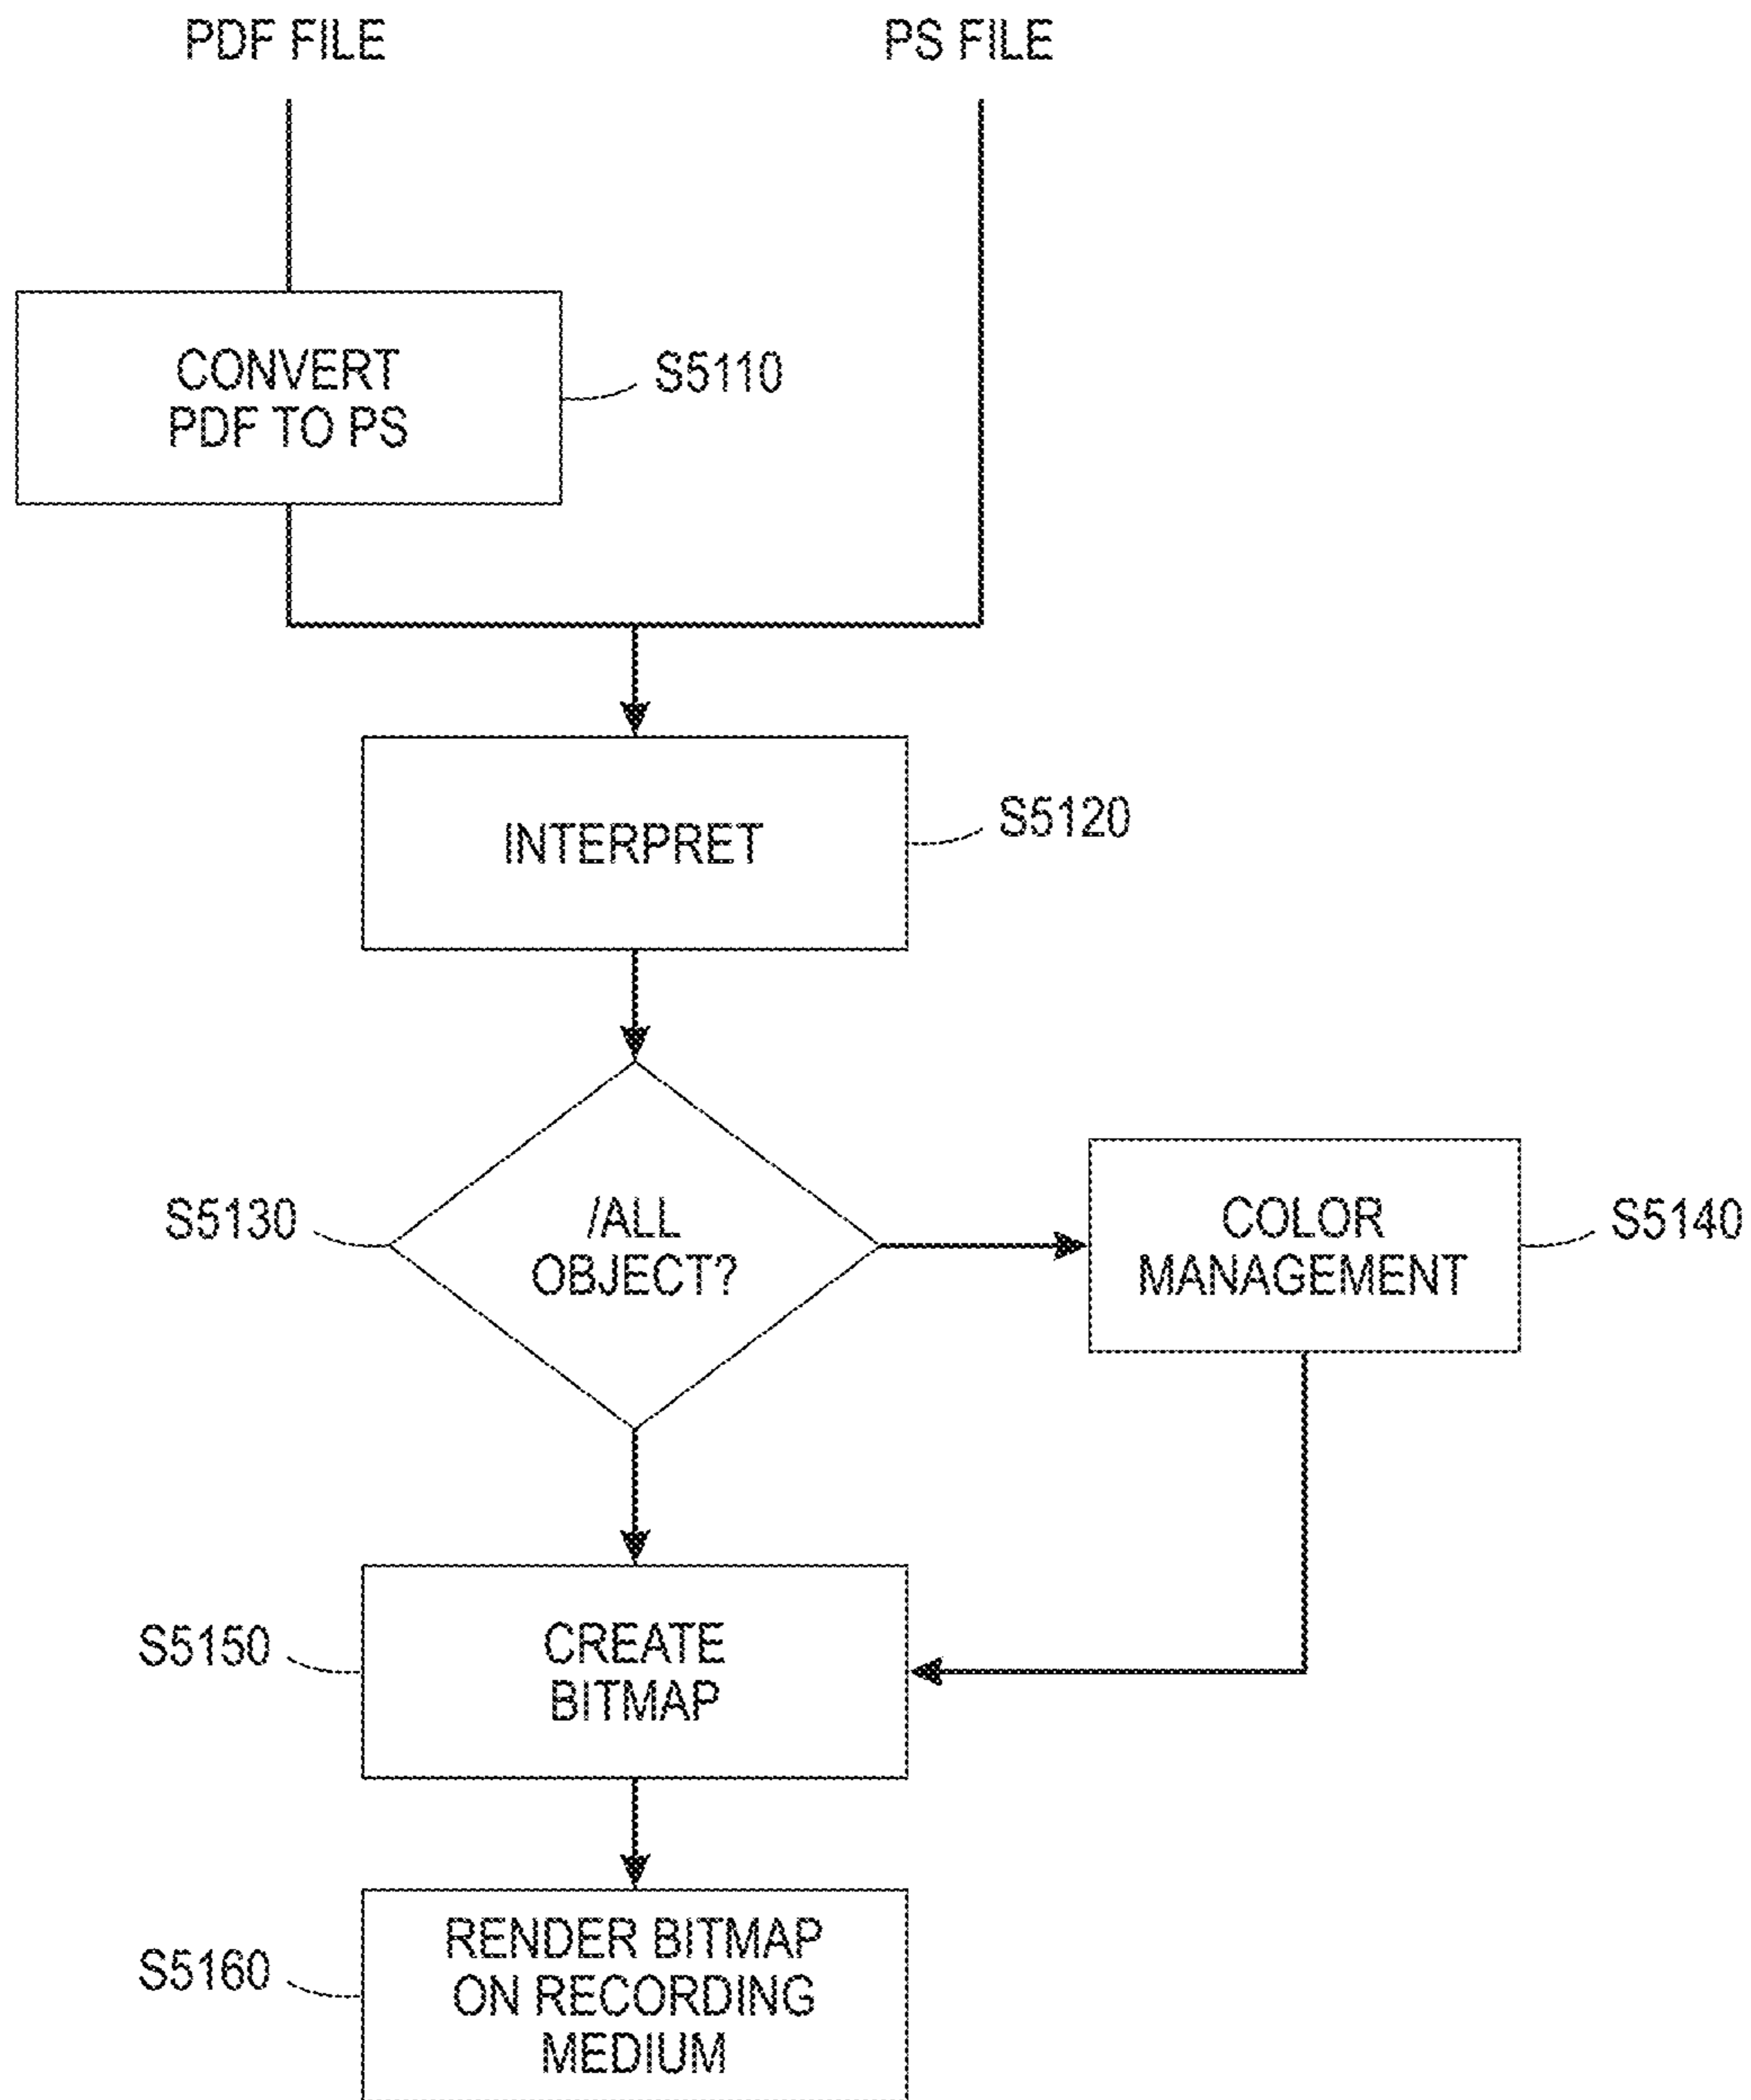 PDF FILE
PS FILE
CONVERT
PDF TO PS
S5110
INTERPRET
S5120
S5130
/ALL
OBJECT?
COLOR
MANAGEMENT
S5140
S5150
CREATE
BITMAP
S5160
RENDER BITMAP
ON RECORDING
MEDIUM